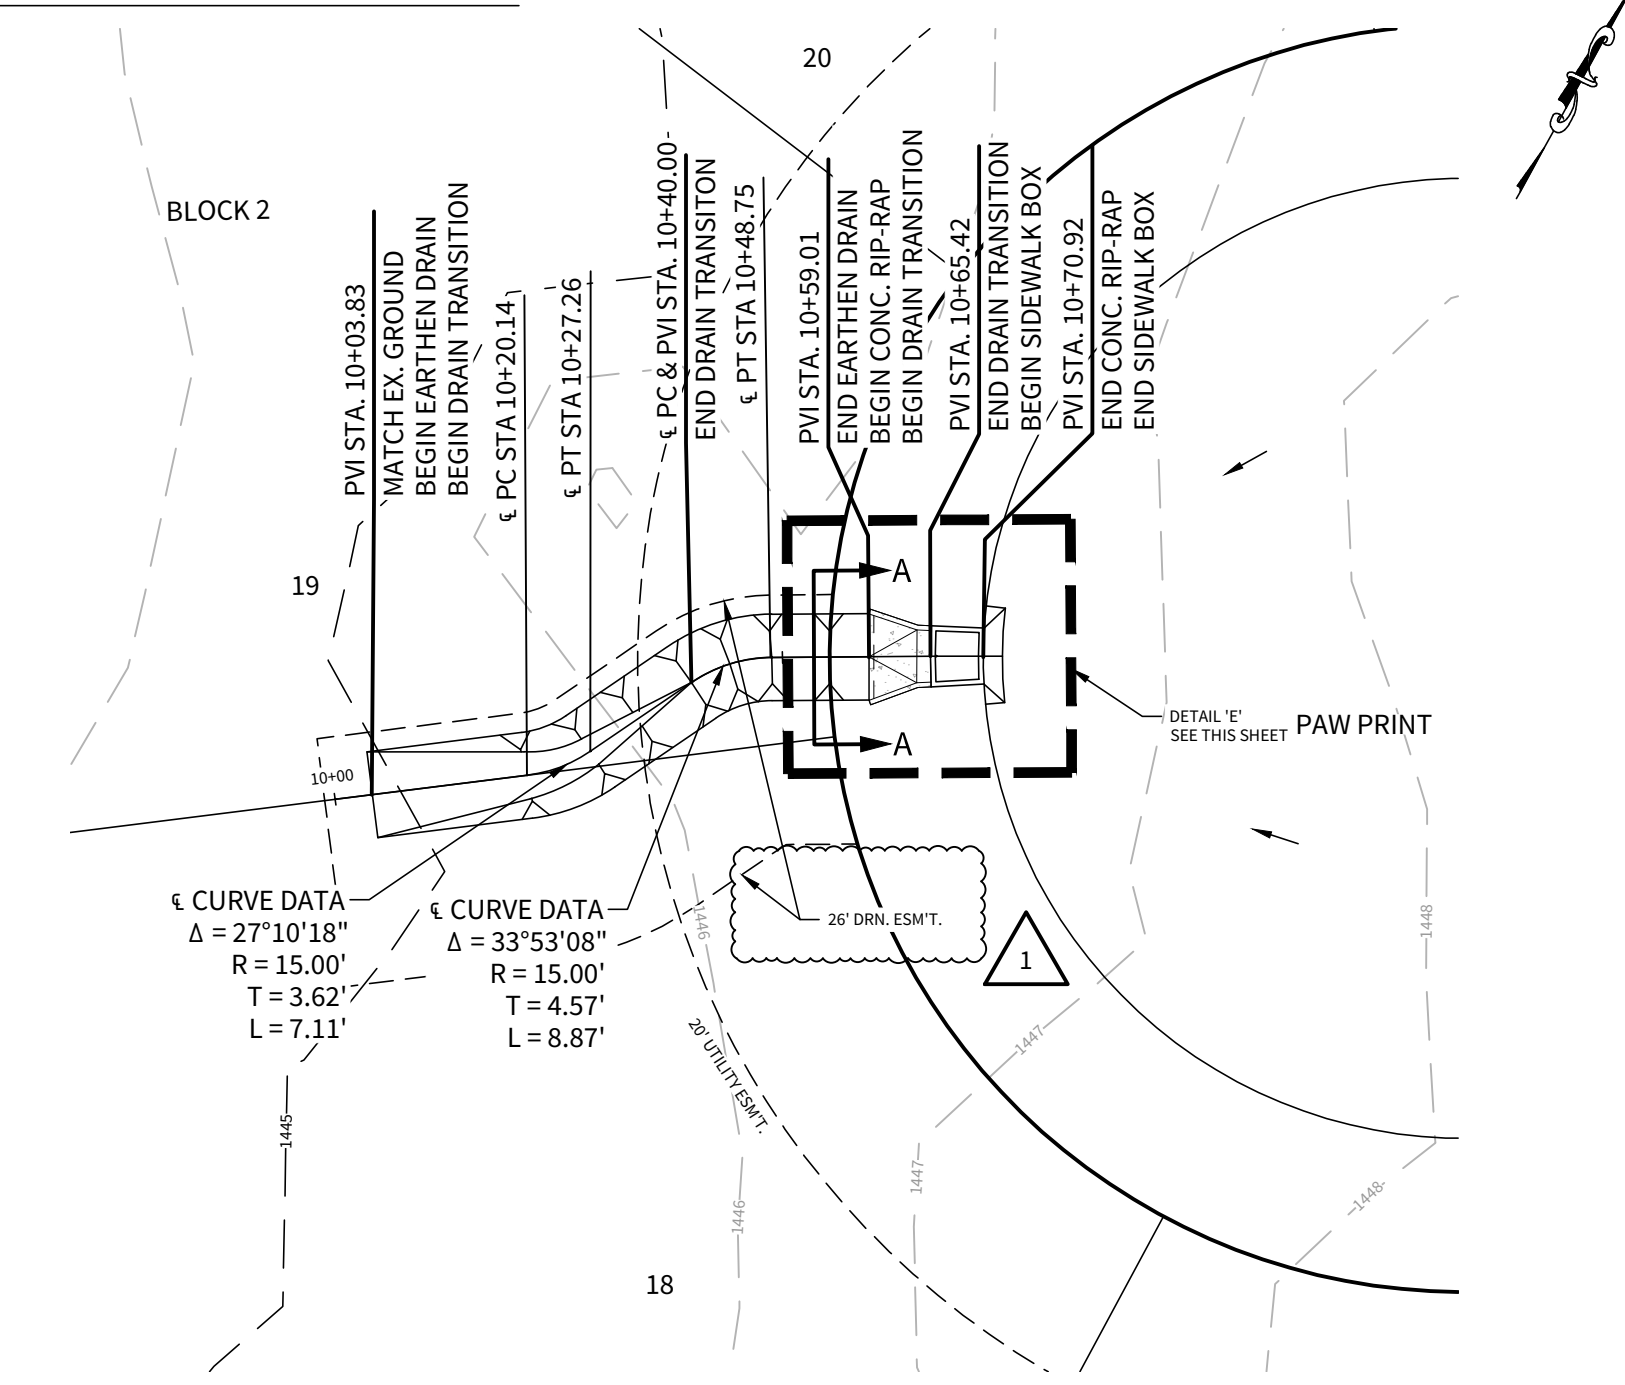 20
BLOCK 2
PVI STA. 10+03.83
MATCH EX. GROUND
BEGIN EARTHEN DRAIN
BEGIN DRAIN TRANSITION
℄ PC STA 10+20.14
℄ PT STA 10+27.26
℄ PC & PVI STA. 10+40.00
END DRAIN TRANSITON
℄ PT STA 10+48.75
PVI STA. 10+59.01
END EARTHEN DRAIN
BEGIN CONC. RIP-RAP
BEGIN DRAIN TRANSITION
PVI STA. 10+65.42
END DRAIN TRANSITION
BEGIN SIDEWALK BOX
PVI STA. 10+70.92
END CONC. RIP-RAP
END SIDEWALK BOX
19
A
A
DETAIL 'E'
SEE THIS SHEET
PAW PRINT
10+00
℄ CURVE DATA
Δ = 27°10'18"
R = 15.00'
T = 3.62'
L = 7.11'
℄ CURVE DATA
Δ = 33°53'08"
R = 15.00'
T = 4.57'
L = 8.87'
26' DRN. ESM'T.
1
1446
1448
20' UTILITY ESM'T.
1447
1445
1447
1446
1448
18